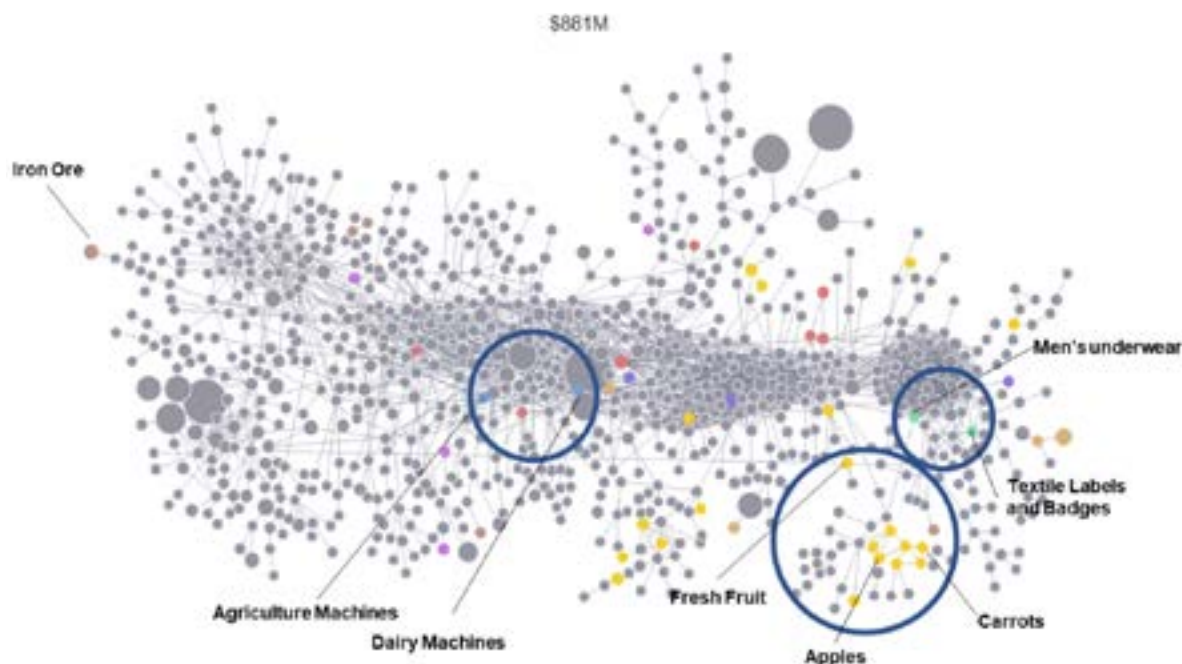 $881M
Iron Ore
Men's underwear
Textile Labels
and Badges
Agriculture Machines
Dairy Machines
Fresh Fruit
Carrots
Apples